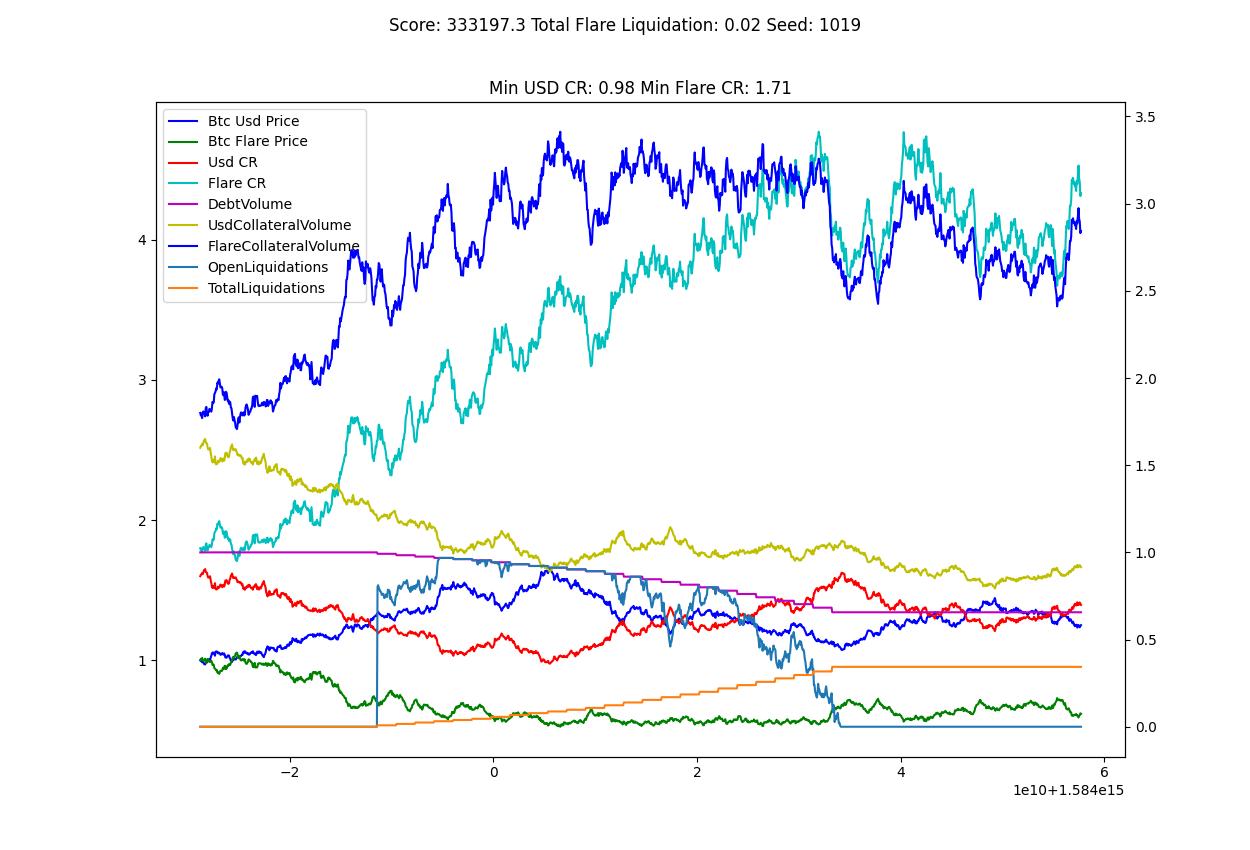 Score: 333197.3 Total Flare Liquidation: 0.02 Seed: 1019
Min USD CR: 0.98 Min Flare CR: 1.71
Btc Usd Price
Btc Flare Price
Usd CR
Flare CR
DebtVolume
UsdCollateralVolume
FlareCollateralVolume
OpenLiquidations
TotalLiquidations
4
3
2
1
3.5
3.0
2.5
2.0
1.5
1.0
0.5
0.0
−2
0
2
4
6
1e10+1.584e15